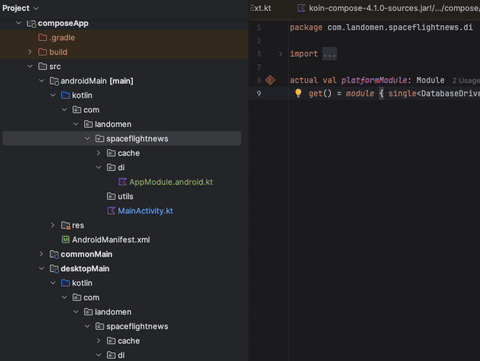 Project
composeApp
.gradle
build
src
androidMain [main]
kotlin
com
landomen
spaceflightnews
cache
di
AppModule.android.kt
utils
MainActivity.kt
res
AndroidManifest.xml
commonMain
desktopMain
kotlin
com
landomen
spaceflightnews
cache
di
Ext.kt
koin-compose-4.1.0-sources.jar!/.../compose/
1 package com.landomen.spaceflightnews.di
2
3 import ...
7
8 actual val platformModule: Module 2 Usage
9 get() = module { single<DatabaseDrive